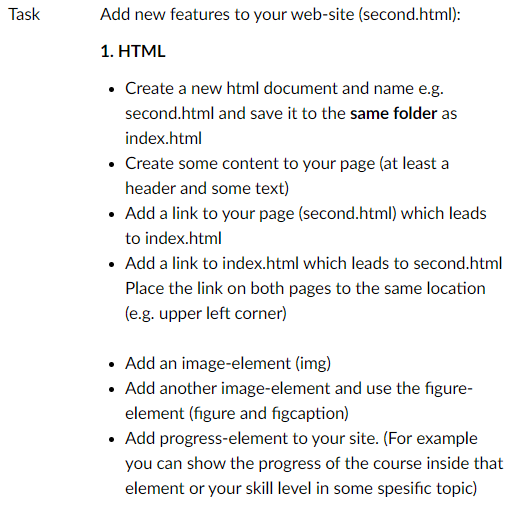 Task
Add new features to your web-site (second.html):
1. HTML
• Create a new html document and name e.g.
second.html and save it to the same folder as
index.html
• Create some content to your page (at least a
header and some text)
• Add a link to your page (second.html) which leads
to index.html
• Add a link to index.html which leads to second.html
Place the link on both pages to the same location
(e.g. upper left corner)
• Add an image-element (img)
• Add another image-element and use the figure-
element (figure and figcaption)
• Add progress-element to your site. (For example
you can show the progress of the course inside that
element or your skill level in some spesific topic)